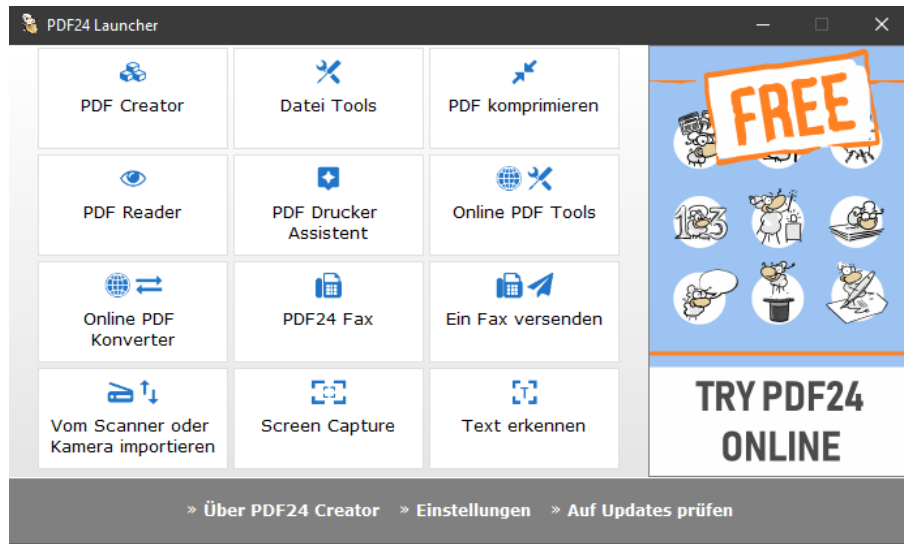 PDF24 Launcher
PDF Creator
Datei Tools
PDF komprimieren
PDF Reader
PDF Drucker
Assistent
Online PDF Tools
Online PDF
Konverter
PDF24 Fax
Ein Fax versenden
Vom Scanner oder
Kamera importieren
Screen Capture
Text erkennen
FREE
123
TRY PDF24
ONLINE
» Über PDF24 Creator » Einstellungen » Auf Updates prüfen